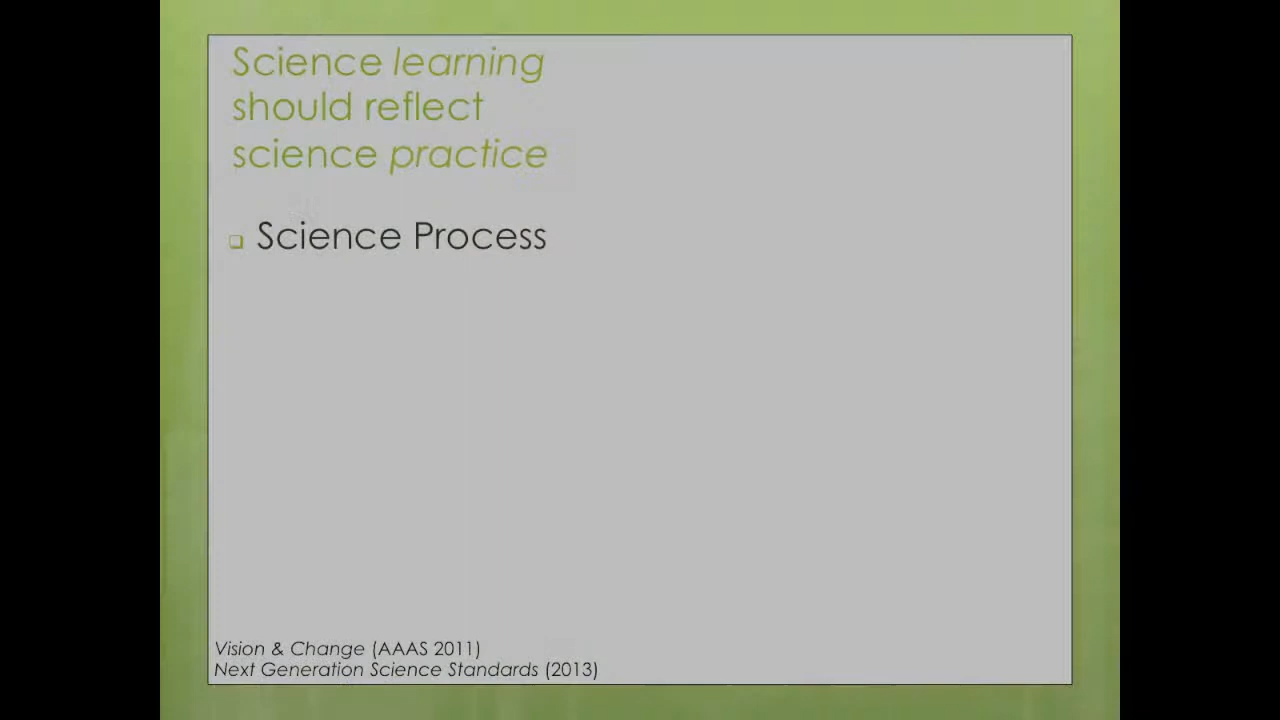 Science learning
should reflect
science practice
Science Process
Vision & Change (AAAS 2011)
Next Generation Science Standards (2013)